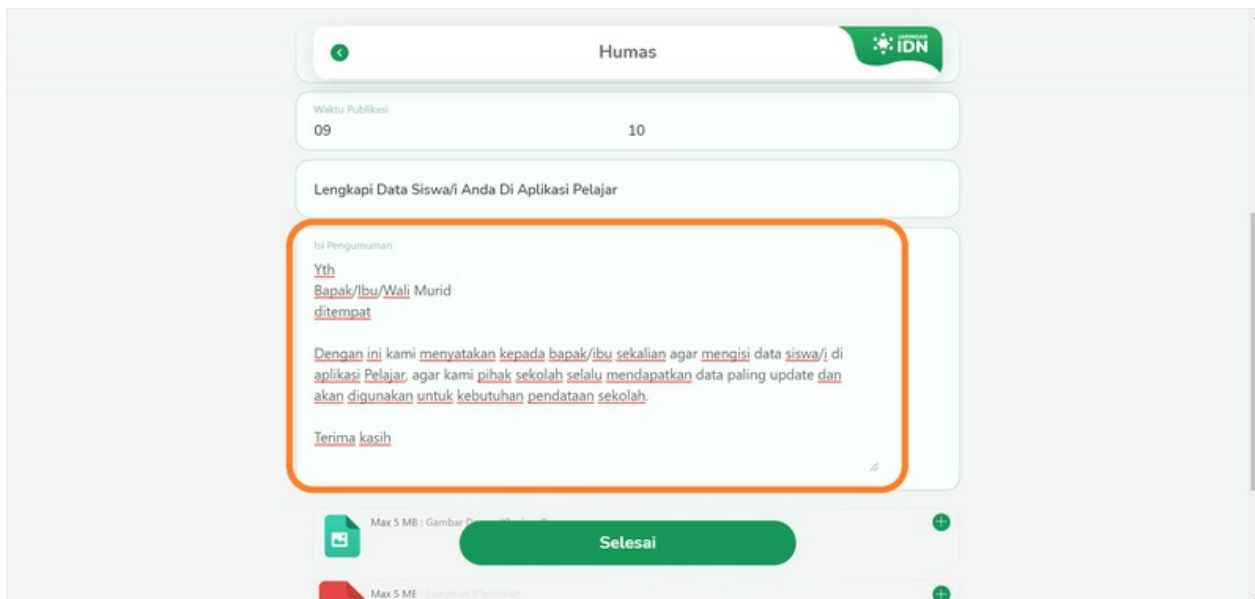 Humas
JARINGAN
IDN
Waktu Publikasi
09 10
Lengkapi Data Siswa/i Anda Di Aplikasi Pelajar
Isi Pengumuman
Yth
Bapak/Ibu/Wali Murid
ditempat
Dengan ini kami menyatakan kepada bapak/ibu sekalian agar mengisi data siswa/i di
aplikasi Pelajar, agar kami pihak sekolah selalu mendapatkan data paling update dan
akan digunakan untuk kebutuhan pendataan sekolah.
Terima kasih
Max 5 MB : Gambar
Selesai
Max 5 MB : Lampiran (Optional)